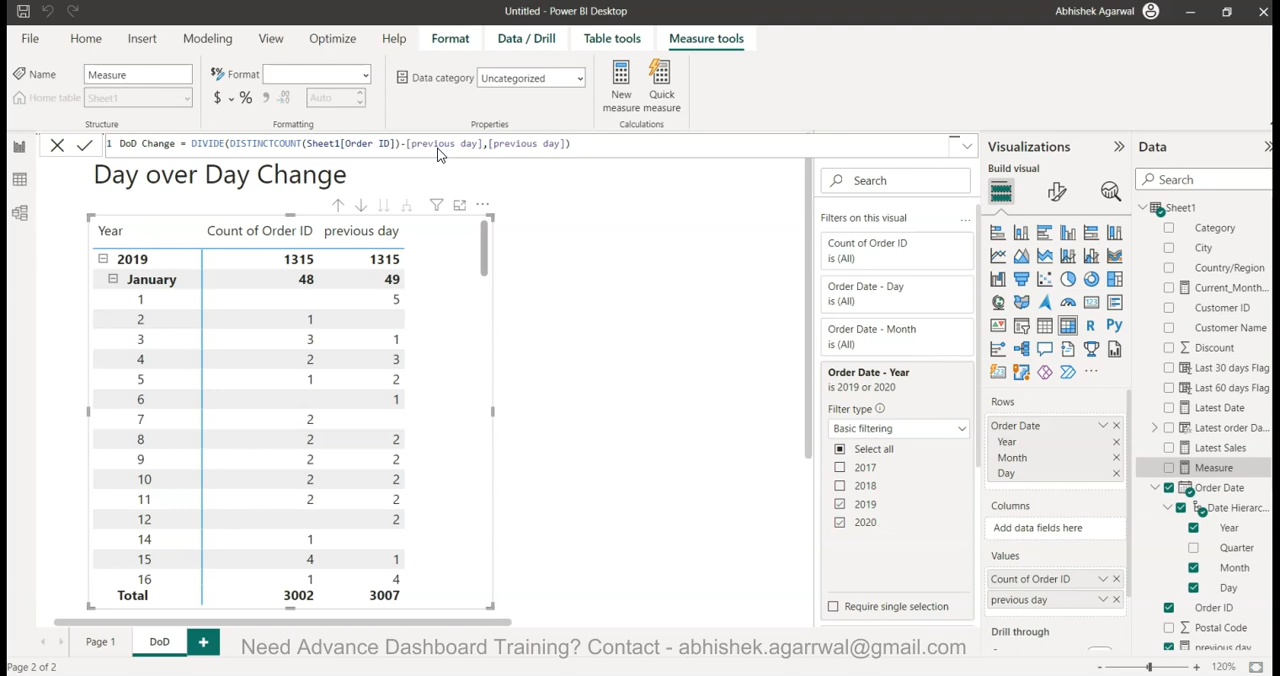 Untitled - Power BI Desktop
Abhishek Agarwal
File Home Insert Modeling View Optimize Help Format Data / Drill Table tools Measure tools
Name Measure
Home table Sheet1
Structure
Format
$ % 9 Auto
Formatting
Data category Uncategorized
Properties
New measure
Quick measure
Calculations
1 DoD Change = DIVIDE(DISTINCTCOUNT(Sheet1[Order ID])-[previous day],[previous day])
Day over Day Change
Year Count of Order ID previous day
2019 1315 1315
January 48 49
1 5
2 1
3 3 1
4 2 3
5 1 2
6 1
7 2
8 2 2
9 2 2
10 2 2
11 2 2
12 2
14 1
15 4 1
16 1 4
Total 3002 3007
Search
Filters on this visual
Count of Order ID
is (All)
Order Date - Day
is (All)
Order Date - Month
is (All)
Order Date - Year
is 2019 or 2020
Filter type
Basic filtering
Select all
2017
2018
2019
2020
Require single selection
Visualizations
Build visual
R Py
Rows
Order Date
Year
Month
Day
Columns
Add data fields here
Values
Count of Order ID
previous day
Drill through
Data
Search
Sheet1
Category
City
Country/Region
Current_Month...
Customer ID
Customer Name
Discount
Last 30 days Flag
Last 60 days Flag
Latest Date
Latest order Da...
Latest Sales
Measure
Order Date
Date Hierarc...
Year
Quarter
Month
Day
Order ID
Postal Code
previous day
Page 1 DoD +
Need Advance Dashboard Training? Contact - abhishek.agarrwal@gmail.com
Page 2 of 2
- + 120%